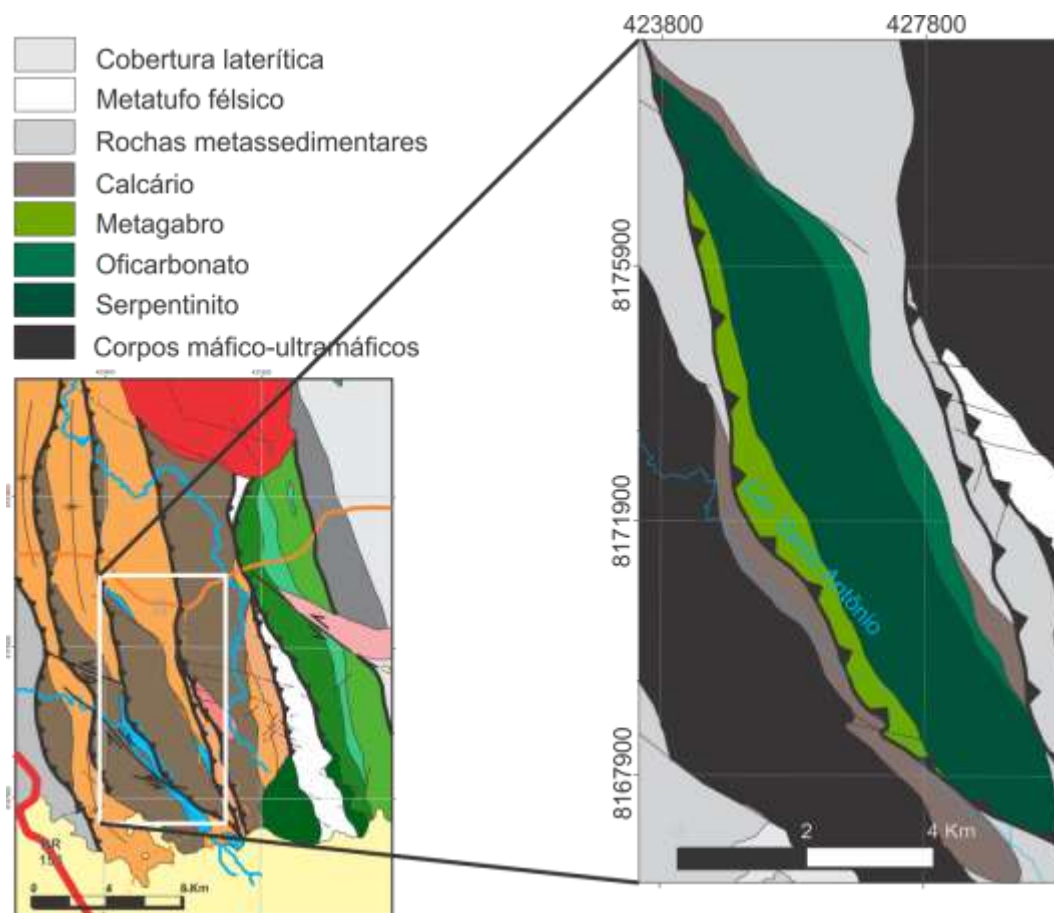 423800 427800
Cobertura laterítica
Metatufo félsico
Rochas metassedimentares
Calcário
Metagabro
Oficarbonato
Serpentinito
Corpos máfico-ultramáficos
8175900
8171900
8167900
Antônio
2 4 Km
BR
0 4 8 Km